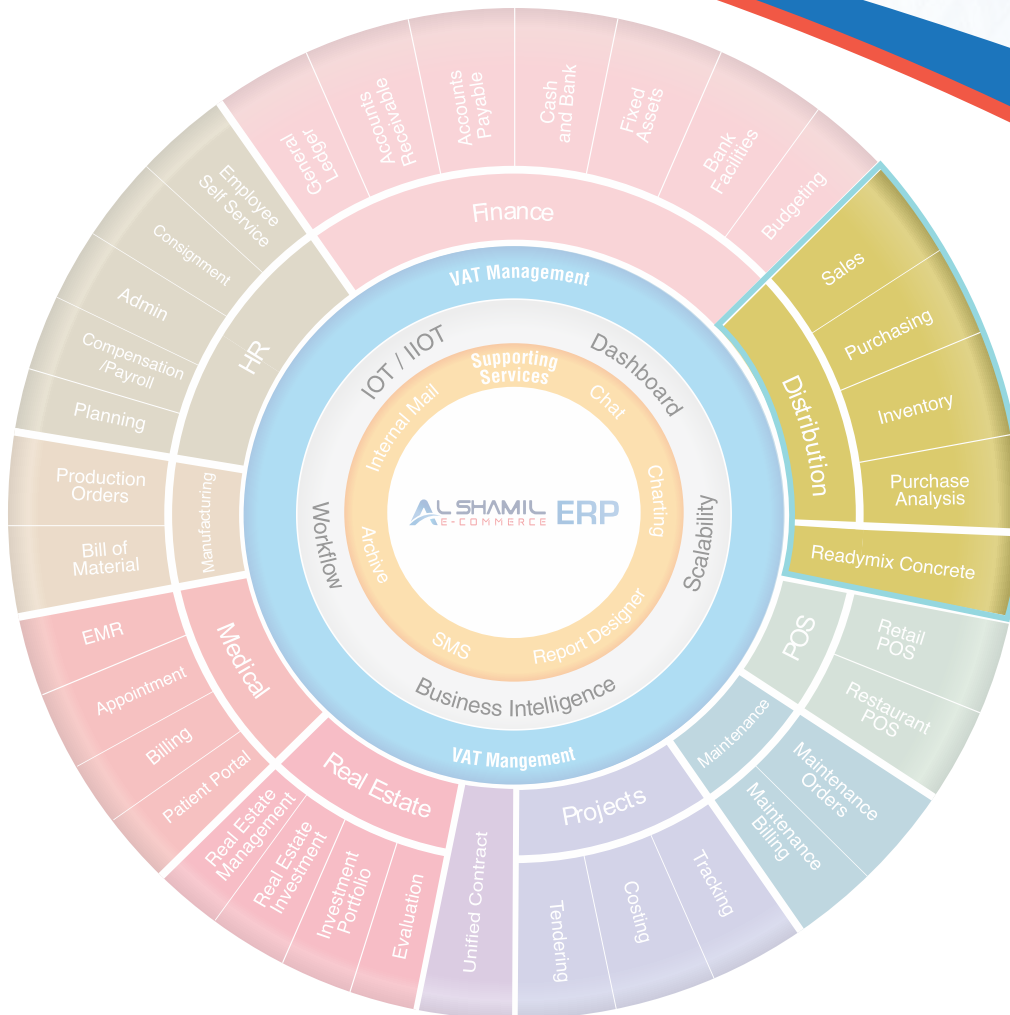 General
Ledger
Accounts
Receivable
Accounts
Payable
Cash
and Bank
Fixed
Assets
Bank
Facilities
Budgeting
Finance
Sales
Purchasing
Inventory
Purchase
Analysis
Distribution
Readymix Concrete
Retail
POS
Restaurant
POS
POS
Maintenance
Orders
Maintenance
Billing
Maintenance
Projects
Tracking
Costing
Tendering
Unified Contract
Real Estate
Evaluation
Investment
Portfolio
Real Estate
Investment
Real Estate
Management
Medical
Patient Portal
Billing
Appointment
EMR
Manufacturing
Bill of
Material
Production
Orders
HR
Planning
Compensation
/Payroll
Admin
Consignment
Employee
Self Service
VAT Management
VAT Mangement
IOT / IIOT
Dashboard
Scalability
Business Intelligence
Workflow
Supporting
Services
Chat
Charting
Report Designer
SMS
Archive
Internal Mail
AL SHAMIL ERP
E-COMMERCE